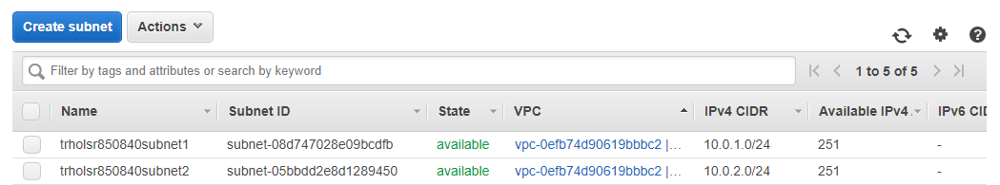 Create subnet Actions
Filter by tags and attributes or search by keyword 1 to 5 of 5
Name Subnet ID State VPC IPv4 CIDR Available IPv4 IPv6 CID
trholsr850840subnet1 subnet-08d747028e09bcdfb available vpc-0efb74d90619bbbc2 |... 10.0.1.0/24 251 -
trholsr850840subnet2 subnet-05bbdd2e8d1289450 available vpc-0efb74d90619bbbc2 |... 10.0.2.0/24 251 -